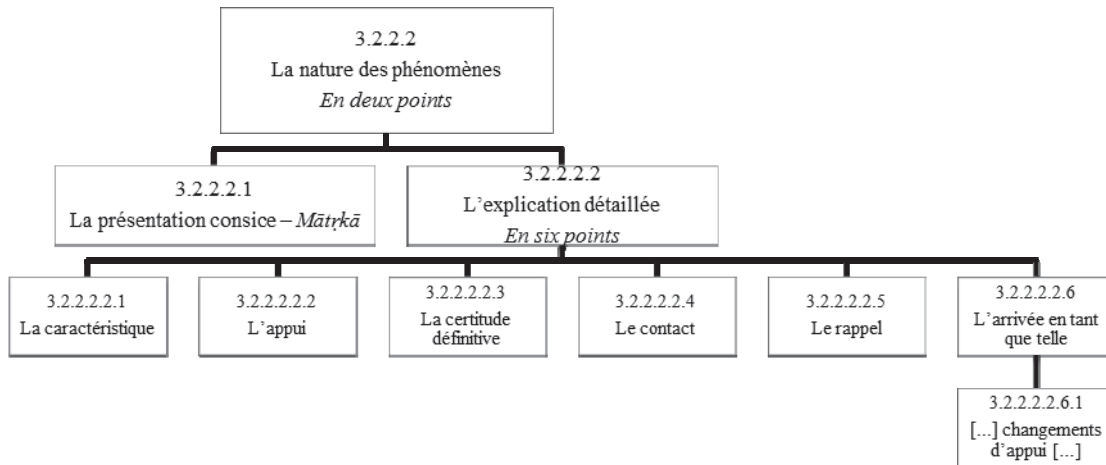 3.2.2.2
La nature des phénomènes
En deux points
3.2.2.2.1
La présentation consice – Mātṛkā
3.2.2.2.2
L’explication détaillée
En six points
3.2.2.2.2.1
La caractéristique
3.2.2.2.2.2
L’appui
3.2.2.2.2.3
La certitude
définitive
3.2.2.2.2.4
Le contact
3.2.2.2.2.5
Le rappel
3.2.2.2.2.6
L’arrivée en tant
que telle
3.2.2.2.2.6.1
[...] changements
d’appui [...]